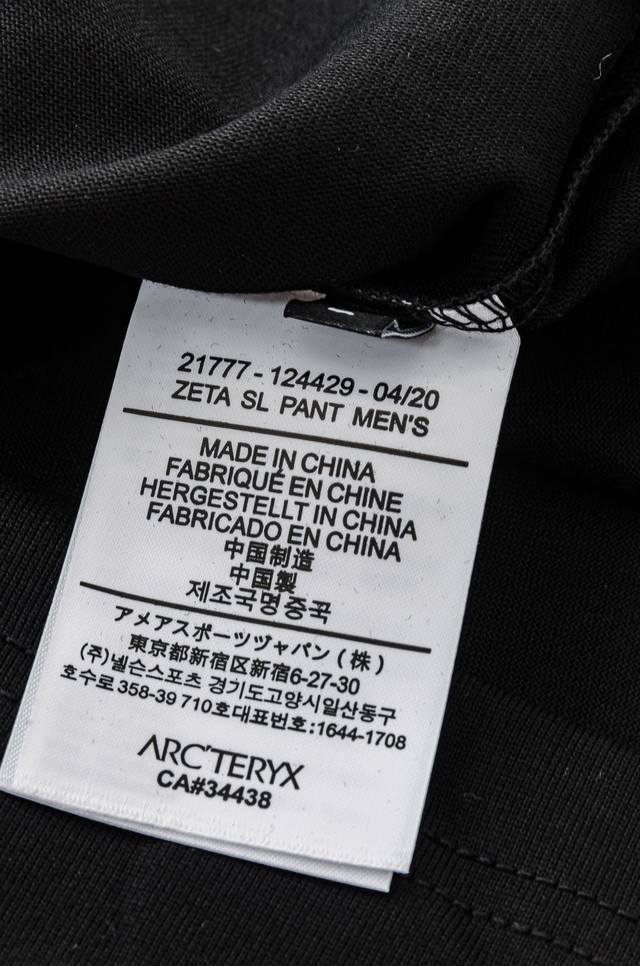 21777 - 124429 - 04/20
ZETA SL PANT MEN'S
MADE IN CHINA
FABRIQUÉ EN CHINE
HERGESTELLT IN CHINA
FABRICADO EN CHINA
中国制造
中国製
제조국명 중국
アメアスポーツジャパン (株)
東京都新宿区新宿6-27-30
(주)넬슨스포츠 경기도고양시일산동구
호수로 358-39 710호대표번호:1644-1708
ARC'TERYX
CA#34438